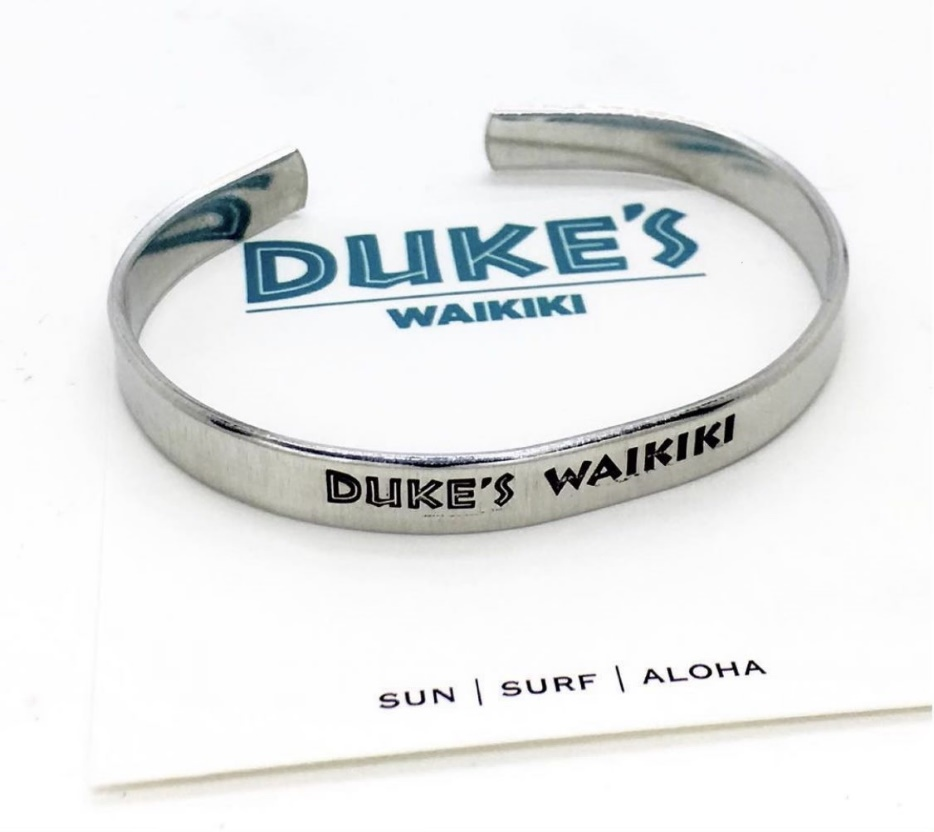 DUKE'S
WAIKIKI
DUKE'S WAIKIKI
SUN | SURF | ALOHA